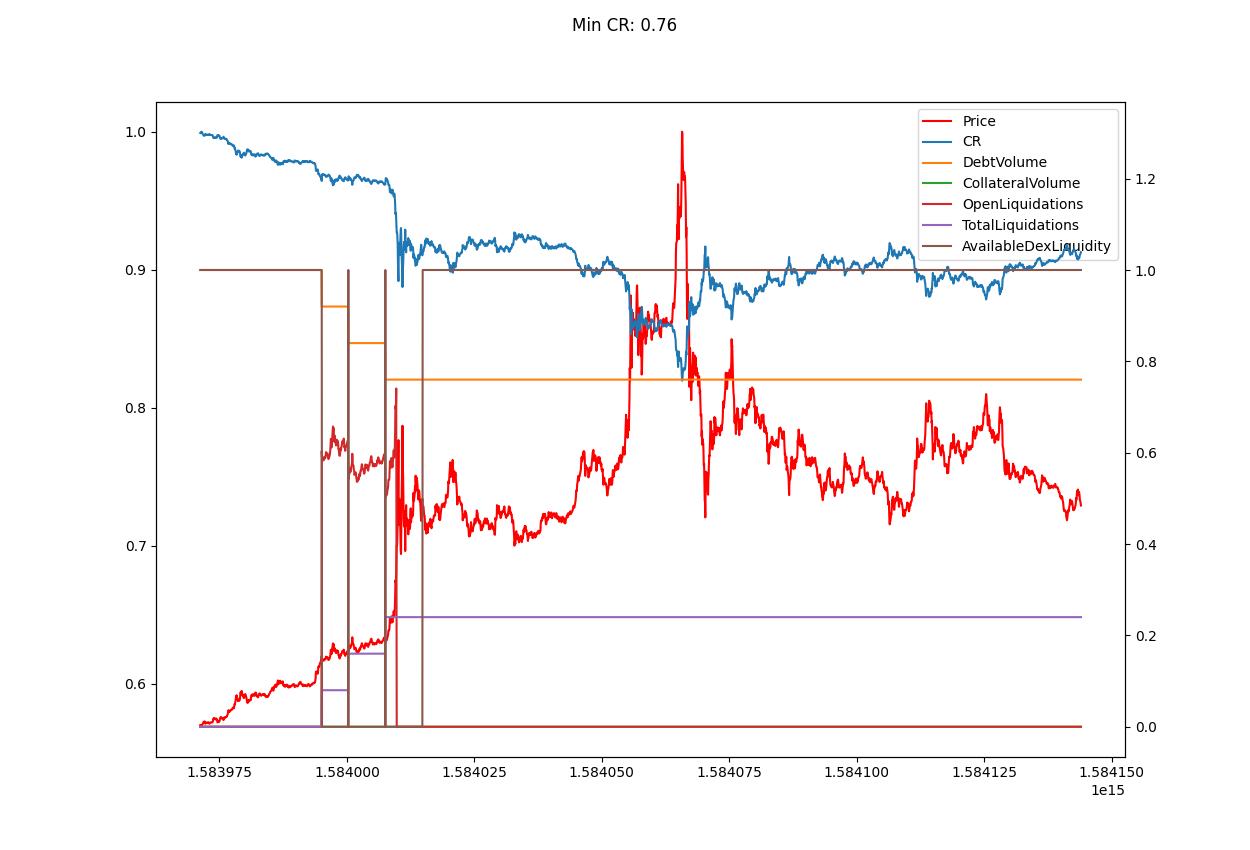 Min CR: 0.76
1.0
0.9
0.8
0.7
0.6
1.2
1.0
0.8
0.6
0.4
0.2
0.0
Price
CR
DebtVolume
CollateralVolume
OpenLiquidations
TotalLiquidations
AvailableDexLiquidity
1.583975 1.584000 1.584025 1.584050 1.584075 1.584100 1.584125 1.584150
1e15